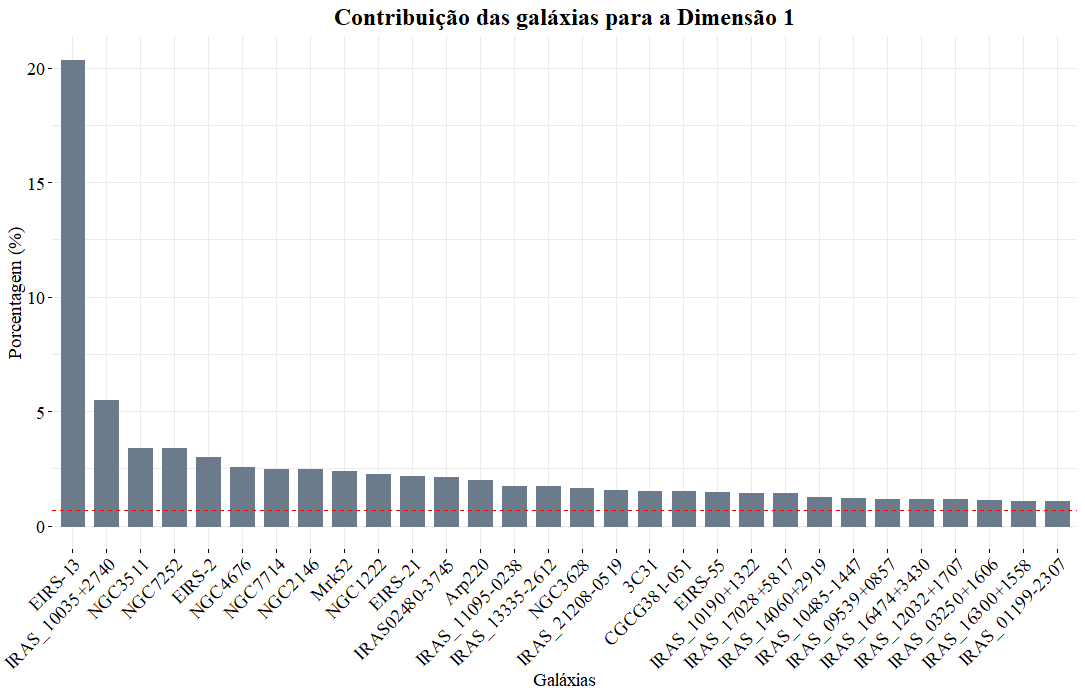 Contribuição das galáxias para a Dimensão 1
Porcentagem (%)
20
15
10
5
0
EIRS-13
IRAS_10035+2740
NGC3511
NGC7252
EIRS-2
NGC4676
NGC7714
NGC2146
Mrk52
NGC1222
EIRS-21
IRAS02480-3745
Arp220
IRAS_11095-0238
IRAS_13335-2612
NGC3628
IRAS_21208-0519
3C31
CGCG381-051
EIRS-55
IRAS_10190+1322
IRAS_17028+5817
IRAS_14060+2919
IRAS_10485-1447
IRAS_09539+0857
IRAS_16474+3430
IRAS_12032+1707
IRAS_03250+1606
IRAS_16300+1558
IRAS_01199-2307
Galáxias